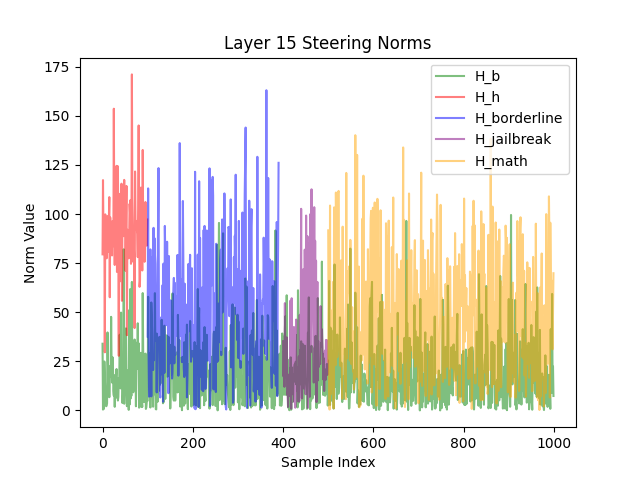 Layer 15 Steering Norms
H_b
H_h
H_borderline
H_jailbreak
H_math
Norm Value
175
150
125
100
75
50
25
0
0 200 400 600 800 1000
Sample Index